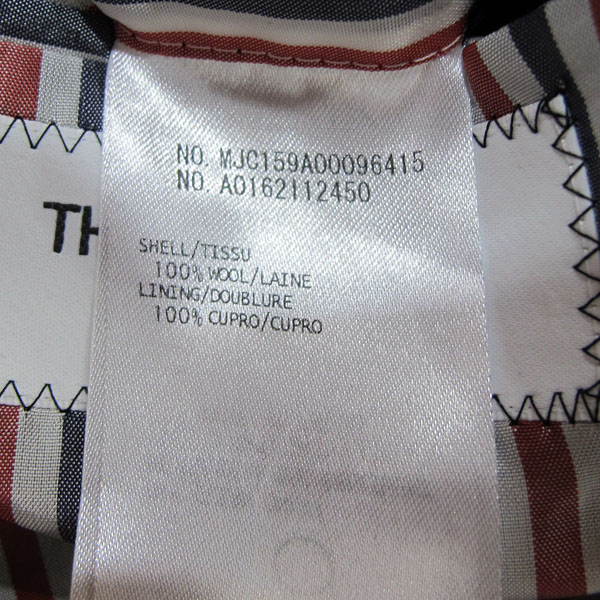 NO. MJC159A00096415
NO. A0162112450
TH
SHELL/TISSU
100% WOOL/LAINE
LINING/DOUBLURE
100% CUPRO/CUPRO